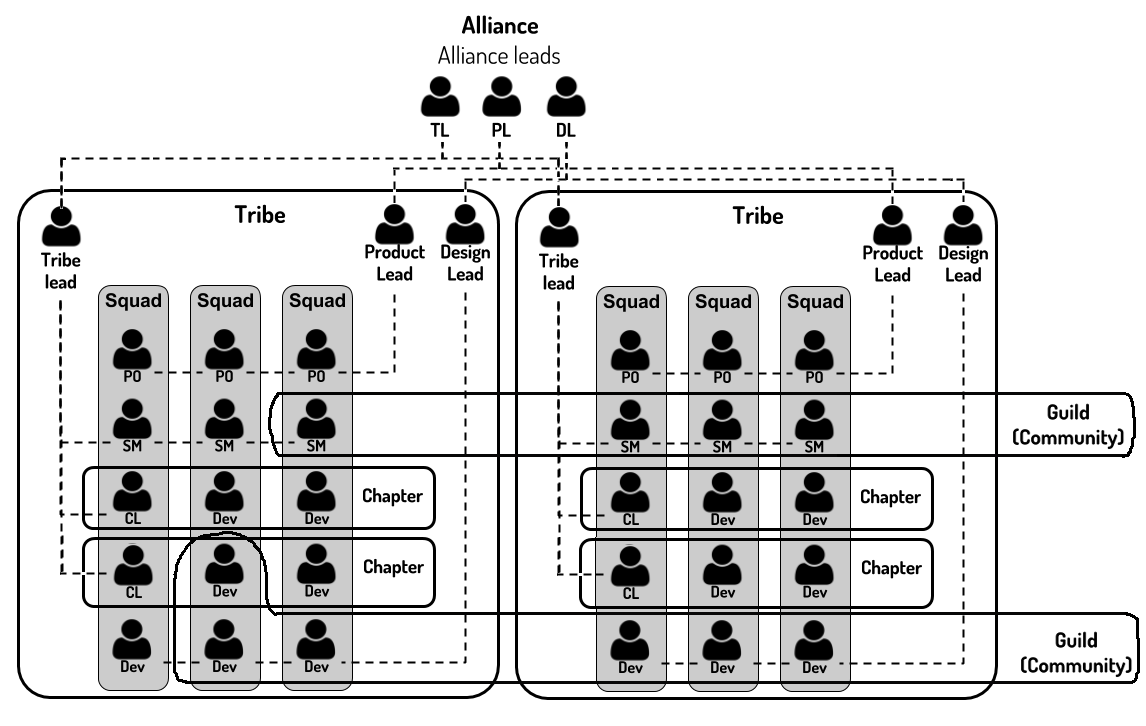 Alliance
Alliance leads
TL PL DL
Tribe Tribe
Tribe lead Product Lead Design Lead Tribe lead Product Lead Design Lead
Squad Squad Squad Squad Squad Squad
PO PO PO PO PO PO
Guild
(Community)
SM SM SM SM SM SM
Chapter Chapter
CL Dev Dev CL Dev Dev
Chapter Chapter
CL Dev Dev CL Dev Dev
Guild
(Community)
Dev Dev Dev Dev Dev Dev